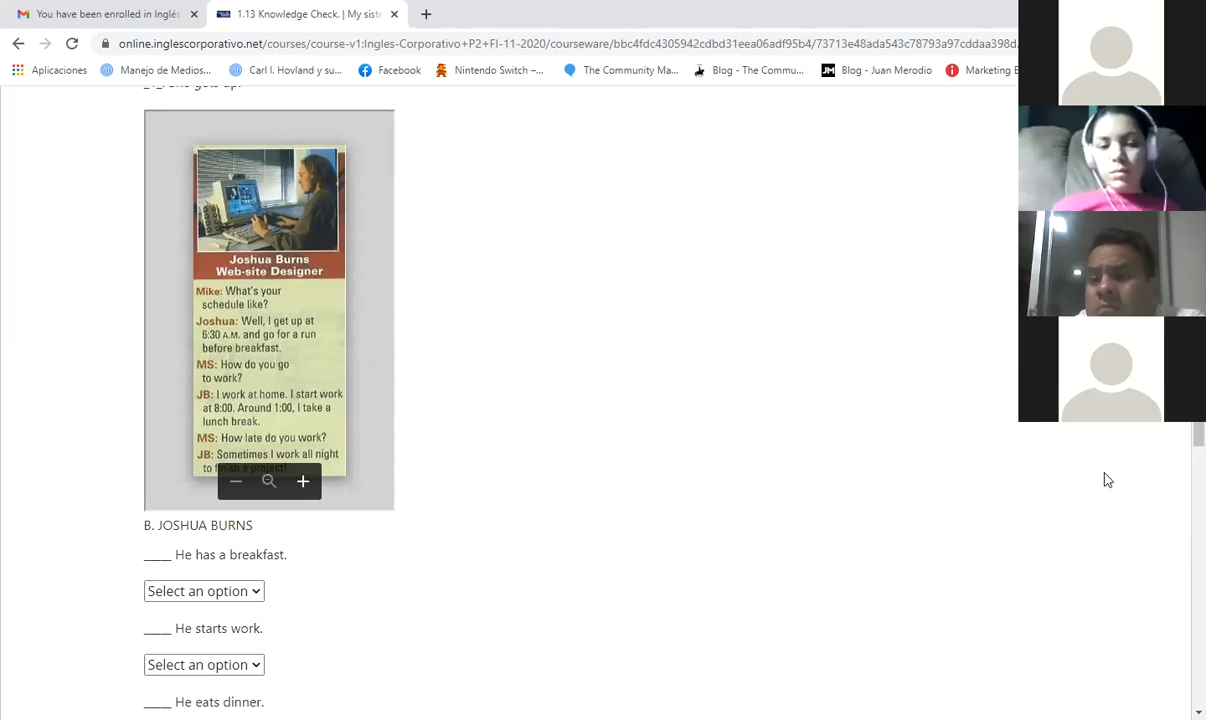 You have been enrolled in Inglés
1.13 Knowledge Check. | My siste
online.inglescorporativo.net/courses/course-v1:Ingles-Corporativo+P2+FI-11-2020/courseware/bbc4fdc4305942cdbd31eea06adf95b4/73713e48ada543c78793a97cddaa398d.
Aplicaciones
Manejo de Medios...
Carl I. Hovland y su...
Facebook
Nintendo Switch –...
The Community Ma...
Blog - The Commu...
Blog - Juan Merodio
Marketing E
Joshua Burns
Web-site Designer
Mike: What's your
schedule like?
Joshua: Well, I get up at
6:30 A.M. and go for a run
before breakfast.
MS: How do you go
to work?
JB: I work at home. I start work
at 8:00. Around 1:00, I take a
lunch break.
MS: How late do you work?
JB: Sometimes I work all night
to finish a project!
B. JOSHUA BURNS
_____ He has a breakfast.
Select an option
_____ He starts work.
Select an option
_____ He eats dinner.